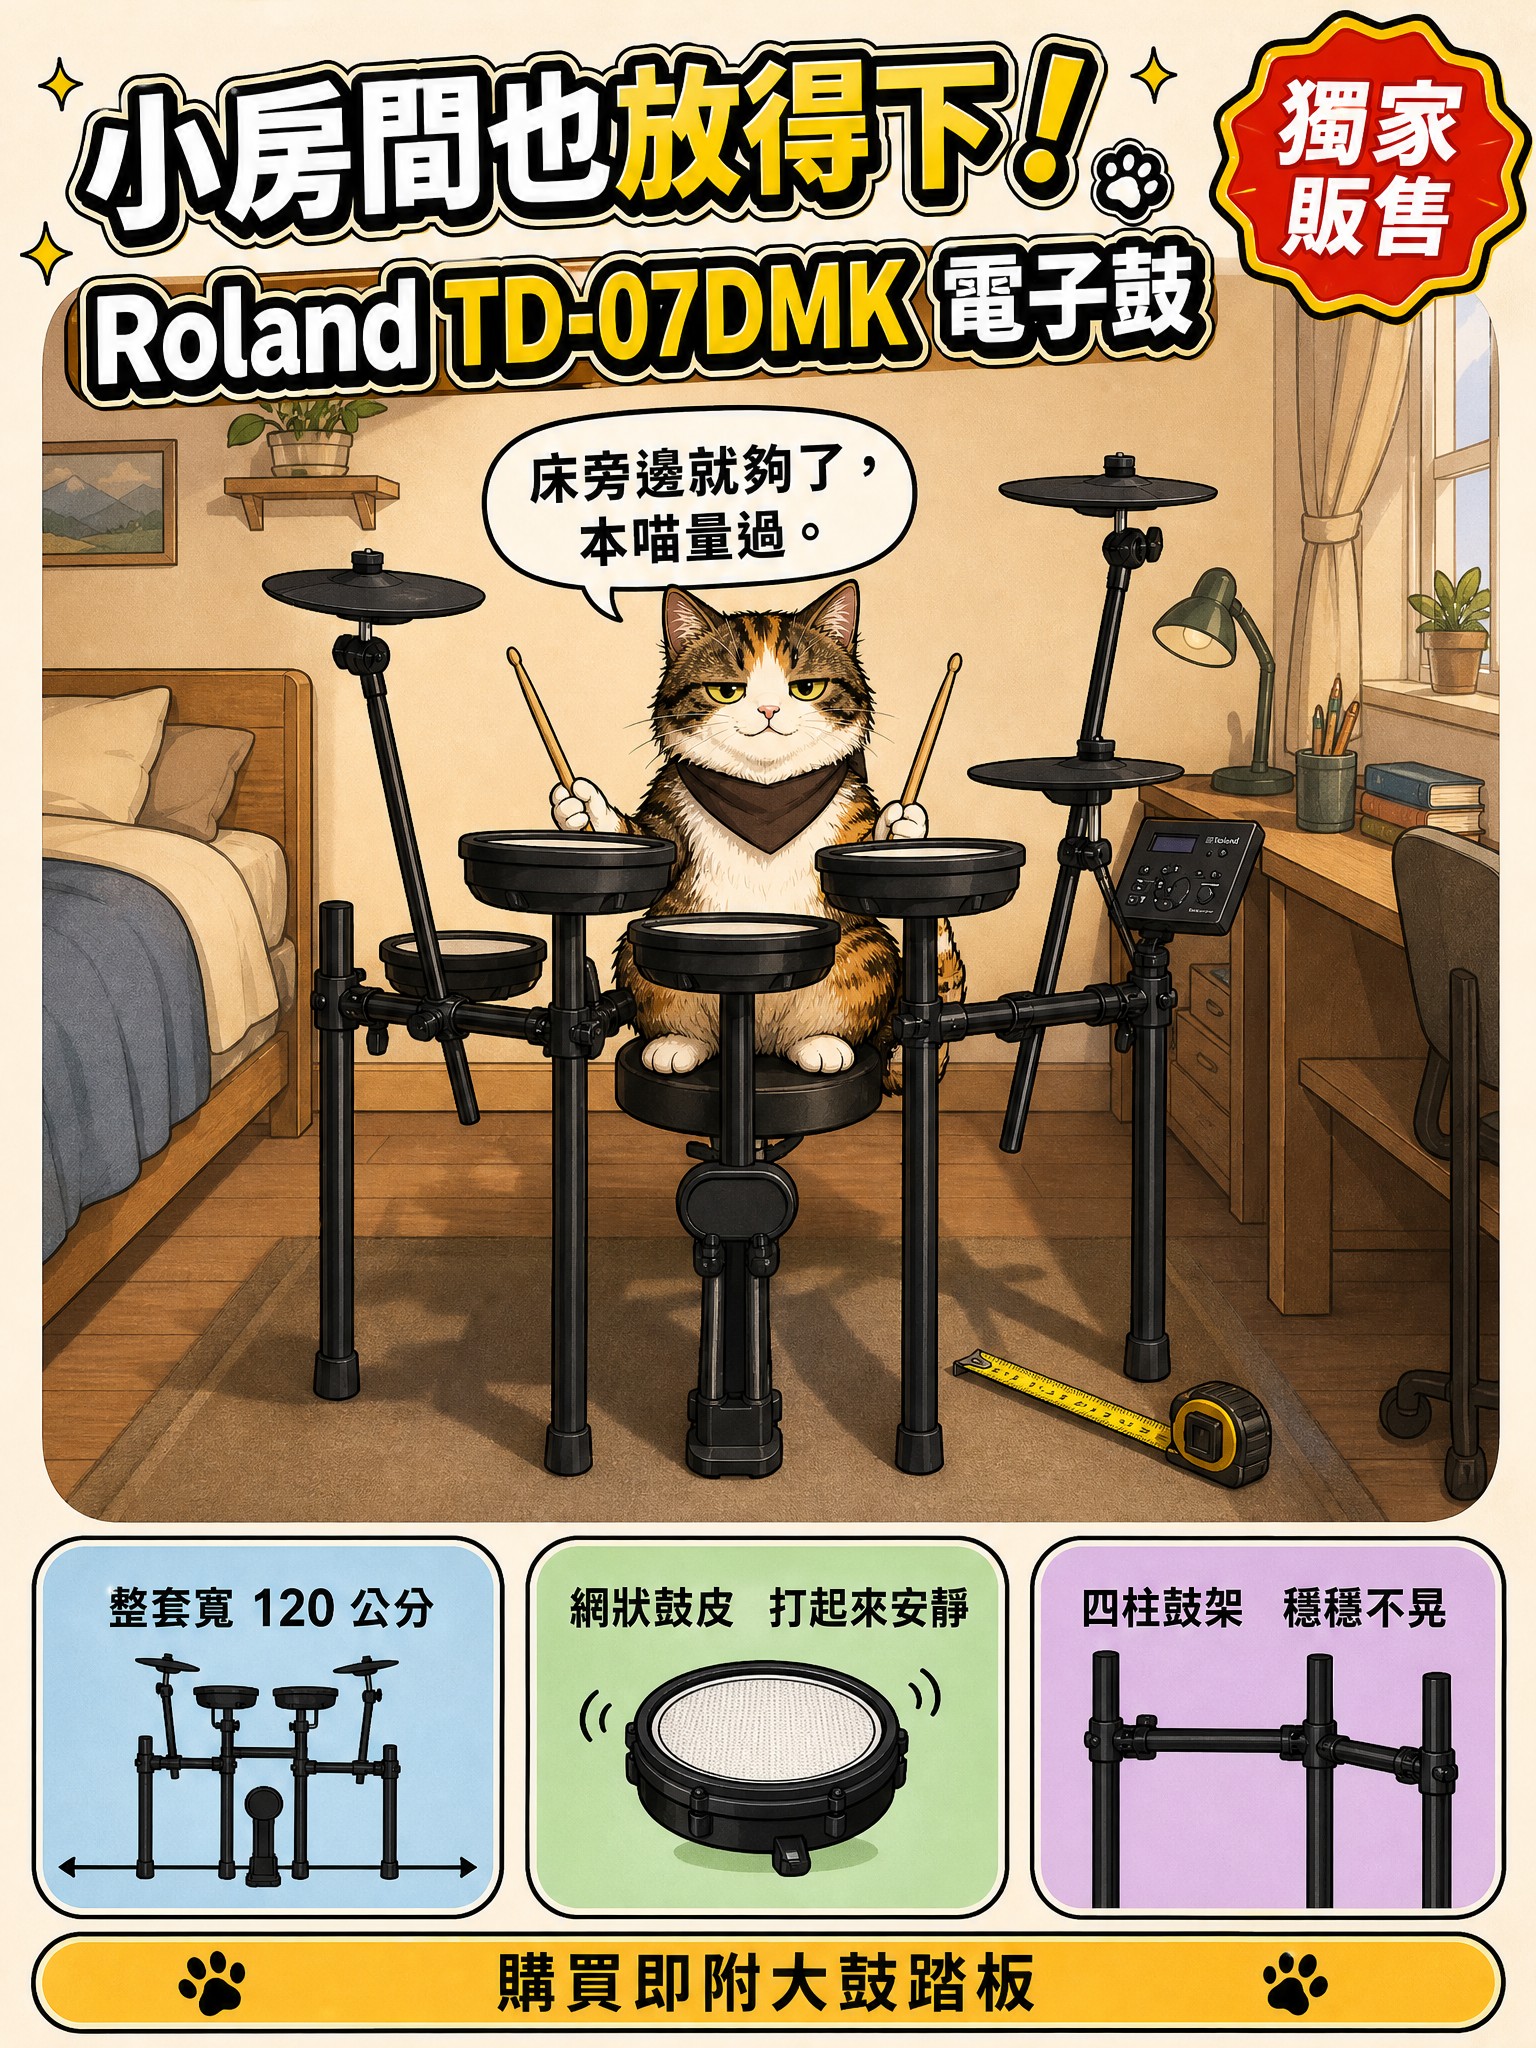 小房間也放得下！
獨家
販售
Roland TD-07DMK 電子鼓
床旁邊就夠了，
本喵量過。
Roland
整套寬 120 公分
網狀鼓皮 打起來安靜
四柱鼓架 穩穩不晃
購買即附大鼓踏板